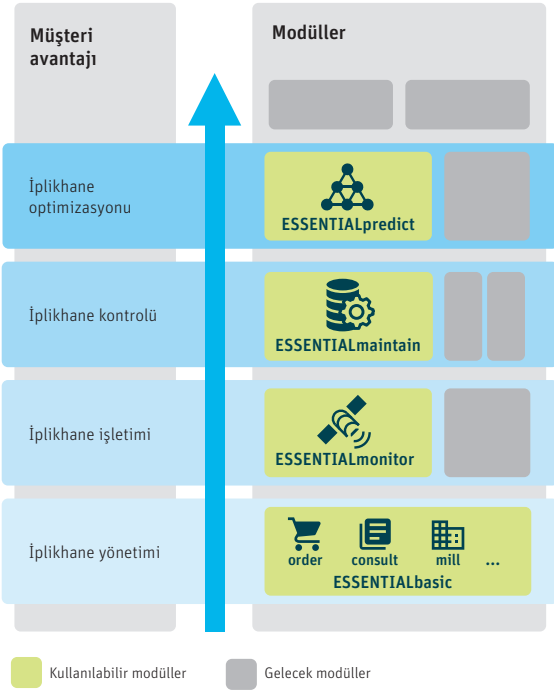 Müşteri
avantajı
Modüller
İplikhane
optimizasyonu
ESSENTIALpredict
İplikhane kontrolü
ESSENTIALmaintain
İplikhane işletimi
ESSENTIALmonitor
İplikhane yönetimi
order consult mill ...
ESSENTIALbasic
Kullanılabilir modüller
Gelecek modüller